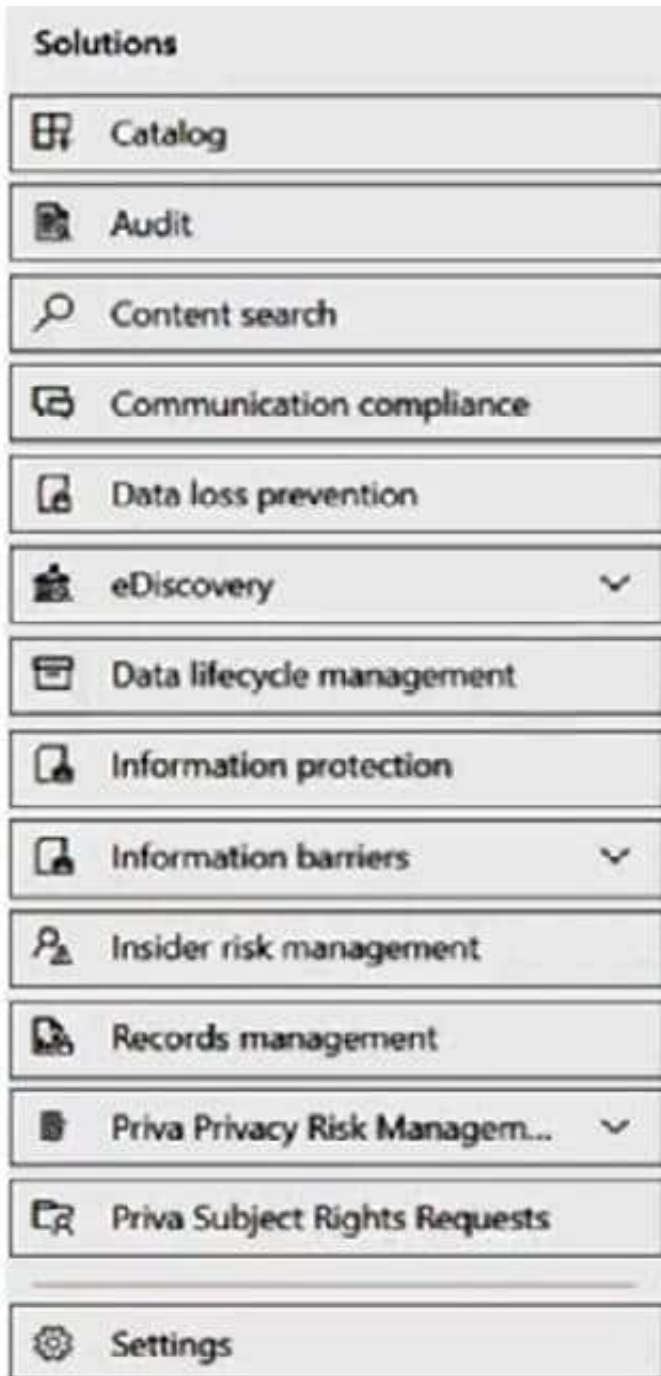 Solutions
Catalog
Audit
Content search
Communication compliance
Data loss prevention
eDiscovery
Data lifecycle management
Information protection
Information barriers
Insider risk management
Records management
Priva Privacy Risk Managem...
Priva Subject Rights Requests
Settings